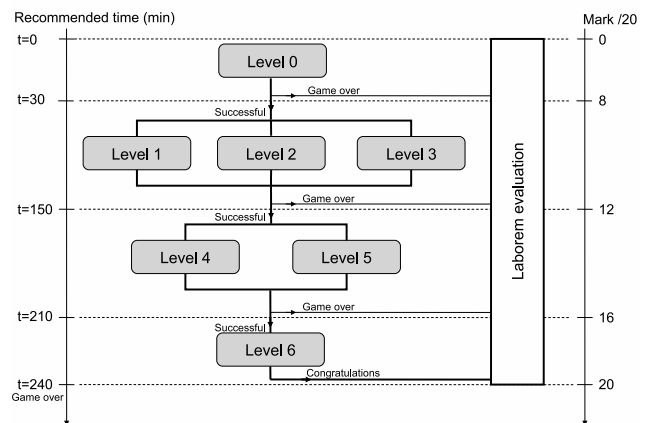 Recommended time (min)
Mark /20
t=0
0
Level 0
Game over
t=30
8
Successful
Level 1
Level 2
Level 3
Laborem evaluation
Game over
t=150
12
Successful
Level 4
Level 5
Game over
t=210
16
Successful
Level 6
Congratulations
t=240
20
Game over